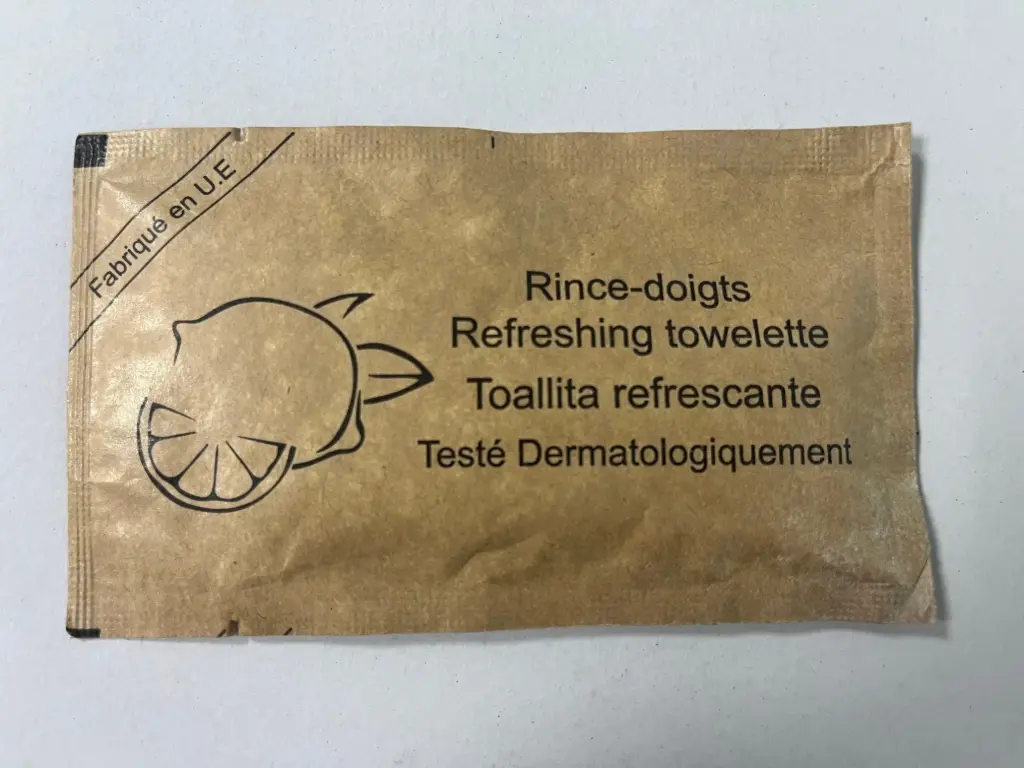 Fabriqué en U.E
Rince-doigts
Refreshing towelette
Toallita refrescante
Testé Dermatologiquement